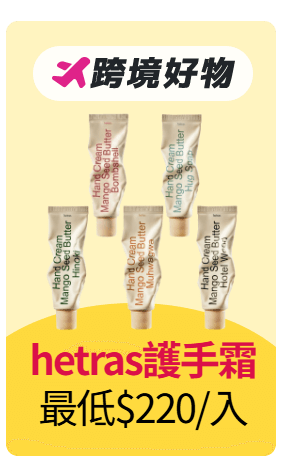 跨境好物
Hand Cream
Mango Seed Butter
Bombshell
Hand Cream
Mango Seed Butter
Hug Soap
Hand Cream
Mango Seed Butter
Hinoki
Hand Cream
Mango Seed Butter
Hand Cream
Mango Seed Butter
Hotel
hetras護手霜
最低$220/入